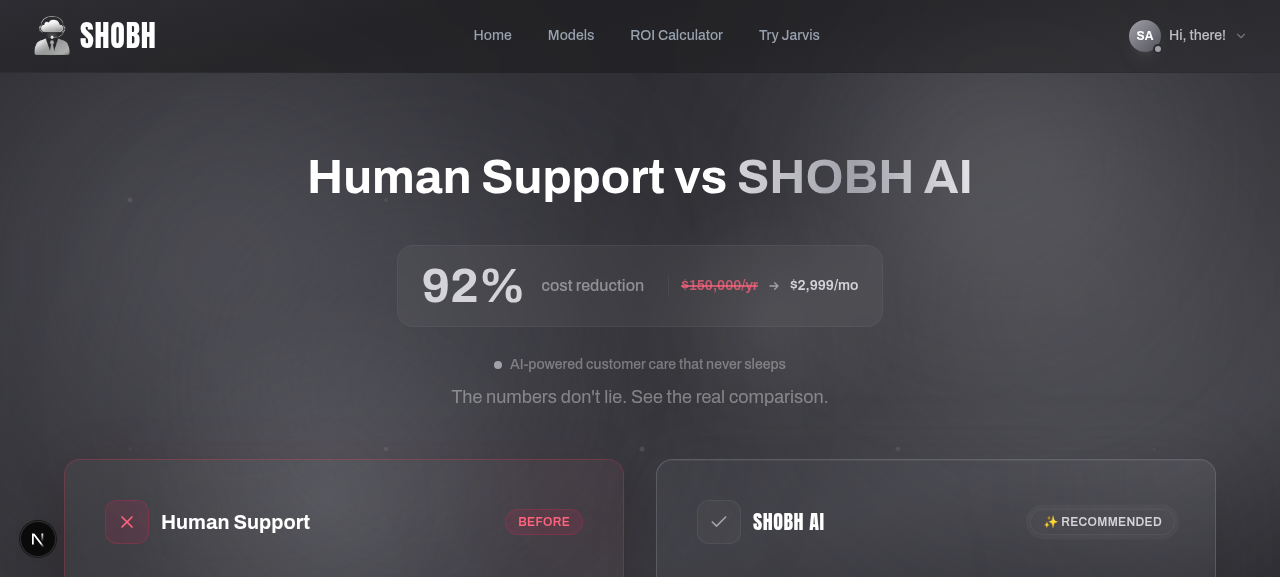 SHOBH
Home Models ROI Calculator Try Jarvis
SA Hi, there!
Human Support vs SHOBH AI
92% cost reduction $150,000/yr → $2,999/mo
AI-powered customer care that never sleeps
The numbers don't lie. See the real comparison.
Human Support BEFORE
SHOBH AI ✨ RECOMMENDED
N